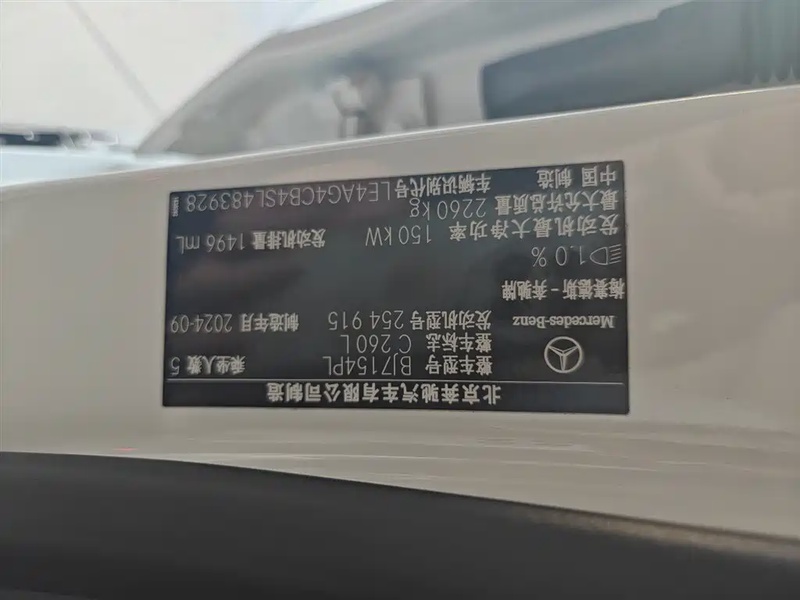 北京奔驰汽车有限公司制造
Mercedes-Benz
梅赛德斯-奔驰牌
1.0 %
整车型号 BJ7154PL 乘坐人数 5
整车标志 C 260 L
发动机型号 254 915 制造年月 2024-09
发动机最大净功率 150 kW 发动机排量 1496 mL
最大允许总质量 2260 kg
中国 制造 车辆识别代号 LE4AG4CB4SL483928